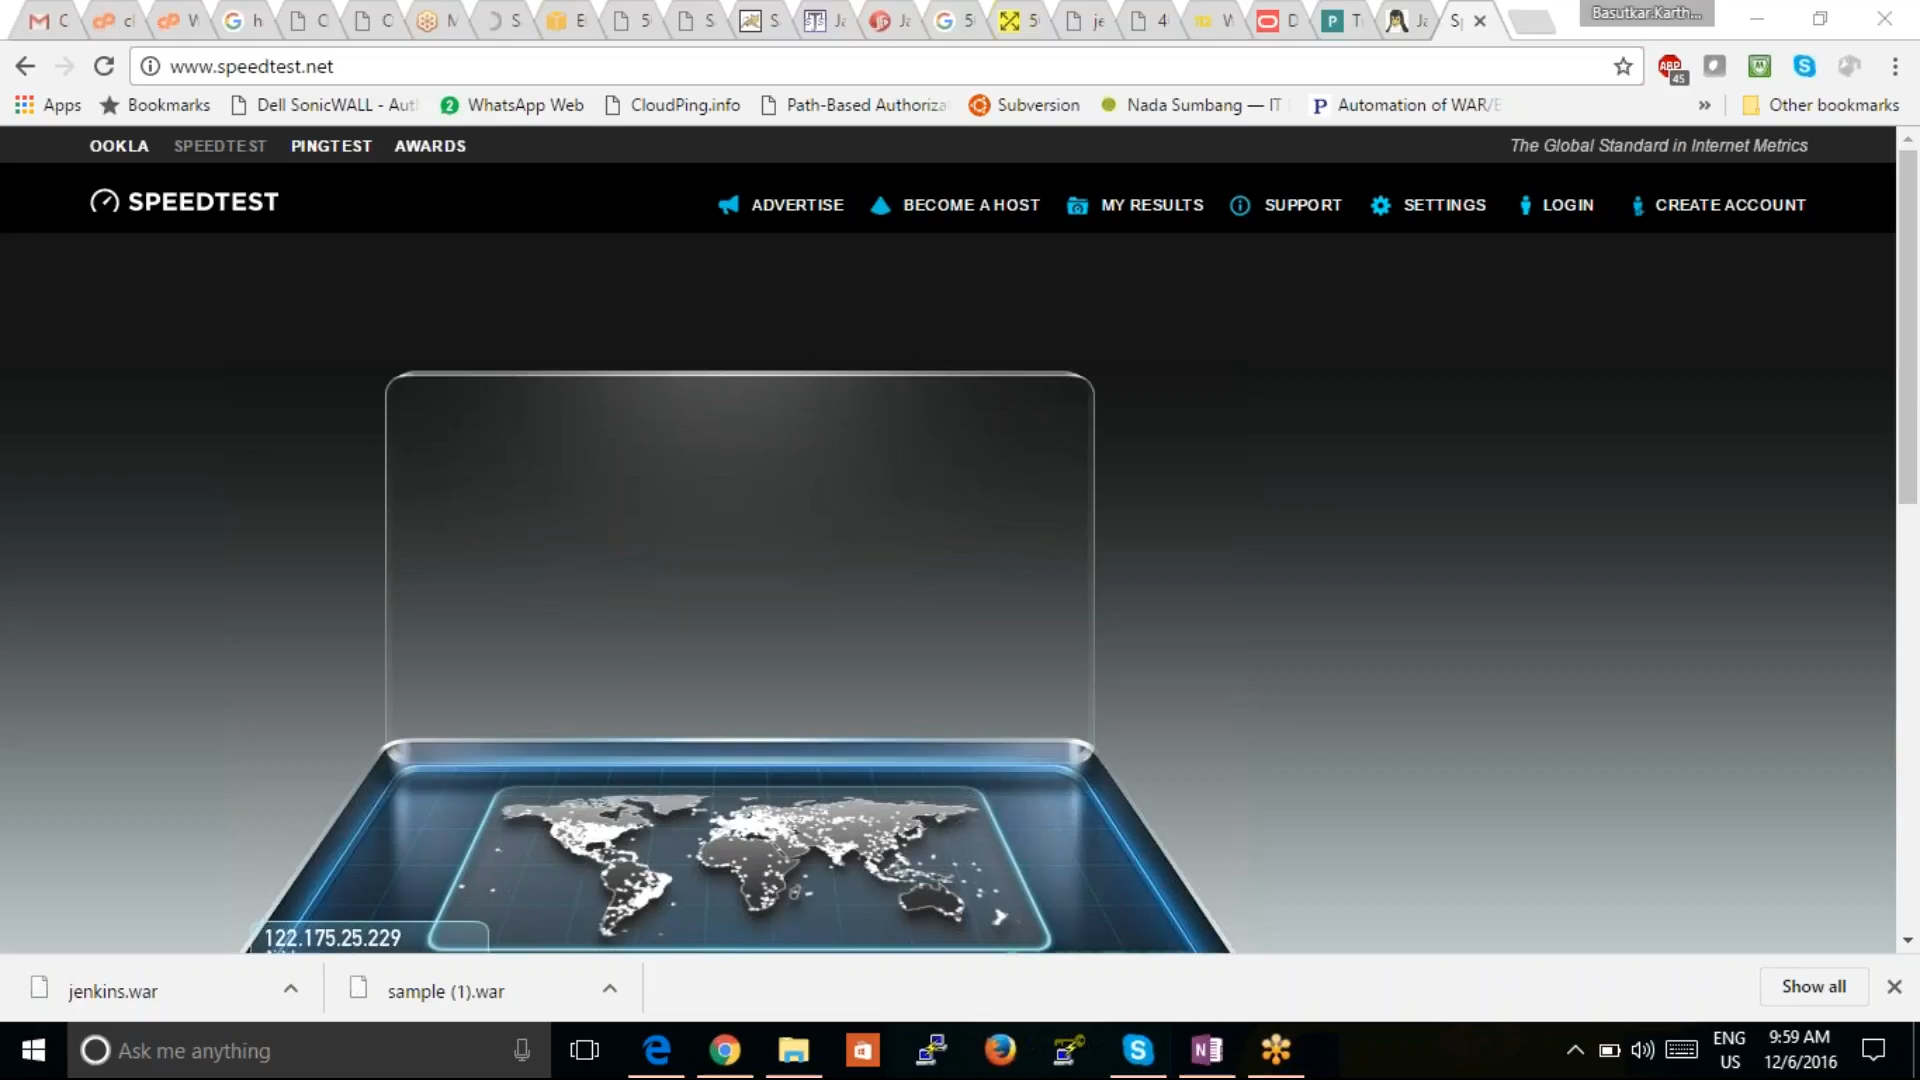 Basutkar.Karth...
www.speedtest.net
ABP 45
Apps Bookmarks Dell SonicWALL - Aut WhatsApp Web CloudPing.info Path-Based Authoriza Subversion Nada Sumbang — IT Automation of WAR/E » Other bookmarks
OOKLA SPEEDTEST PINGTEST AWARDS The Global Standard in Internet Metrics
SPEEDTEST ADVERTISE BECOME A HOST MY RESULTS SUPPORT SETTINGS LOGIN CREATE ACCOUNT
122.175.25.229
jenkins.war sample (1).war Show all
Ask me anything ENG 9:59 AM
US 12/6/2016